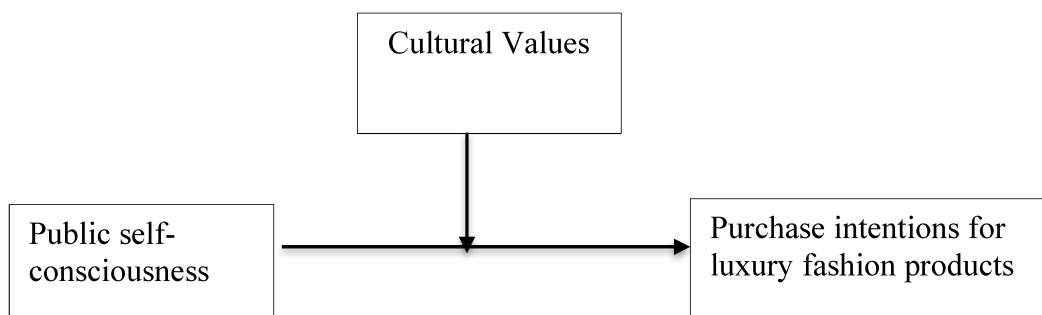 Cultural Values
Public self-
consciousness
Purchase intentions for
luxury fashion products